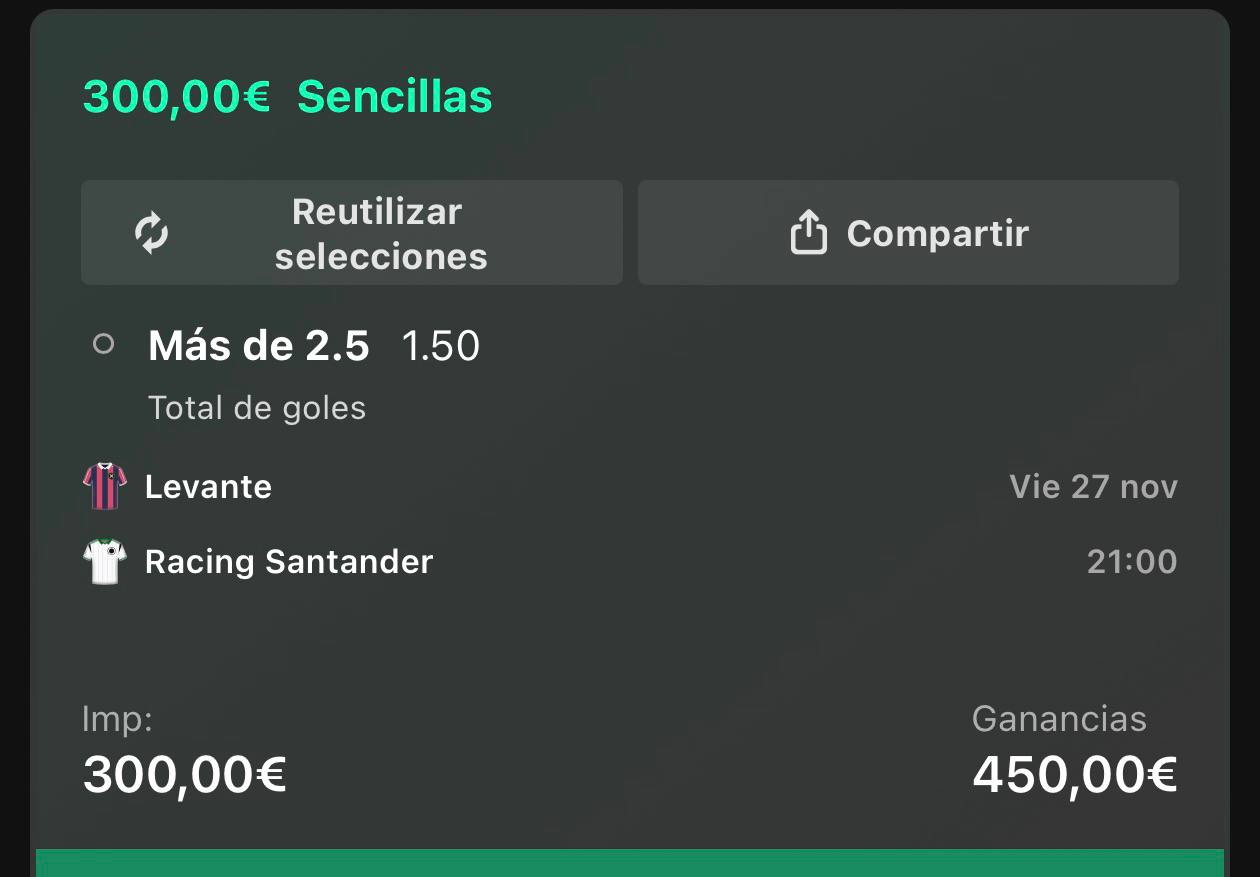 300,00€ Sencillas
Reutilizar
selecciones
Compartir
Más de 2.5 1.50
Total de goles
Levante
Vie 27 nov
Racing Santander
21:00
Imp:
Ganancias
300,00€
450,00€